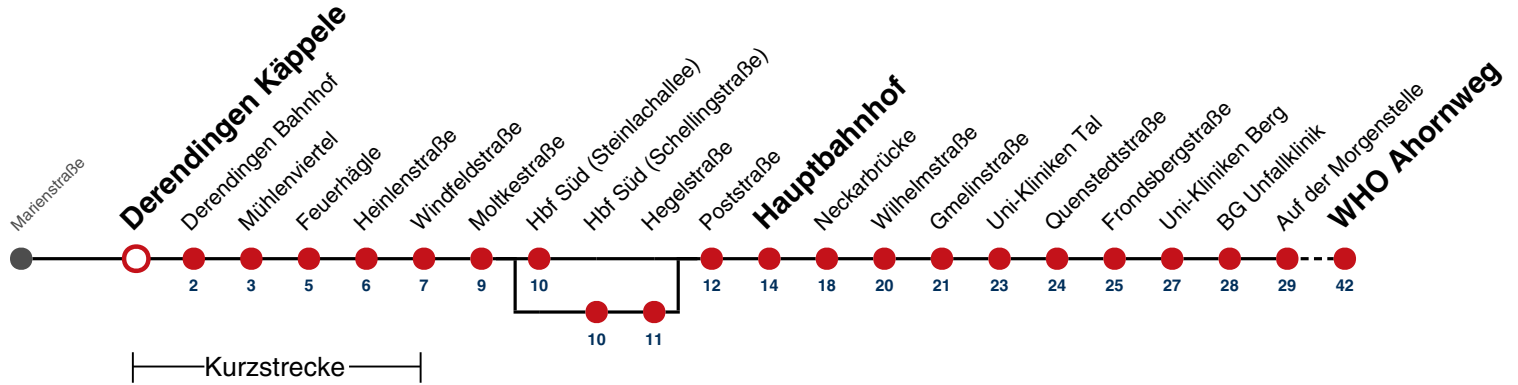 Marienstraße
Derendingen Käppele
Derendingen Bahnhof
Mühlenviertel
Feuerhägle
Heinlenstraße
Windfeldstraße
Moltkestraße
Hbf Süd (Steinlachallee)
Hbf Süd (Schellingstraße)
Hegelstraße
Poststraße
Hauptbahnhof
Neckarbrücke
Wilhelmstraße
Gmelinstraße
Uni-Kliniken Tal
Quenstedtstraße
Frondsbergstraße
Uni-Kliniken Berg
BG Unfallklinik
Auf der Morgenstelle
WHO Ahornweg
2 3 5 6 7 9 10 12 14 18 20 21 23 24 25 27 28 29 42
10 11
Kurzstrecke